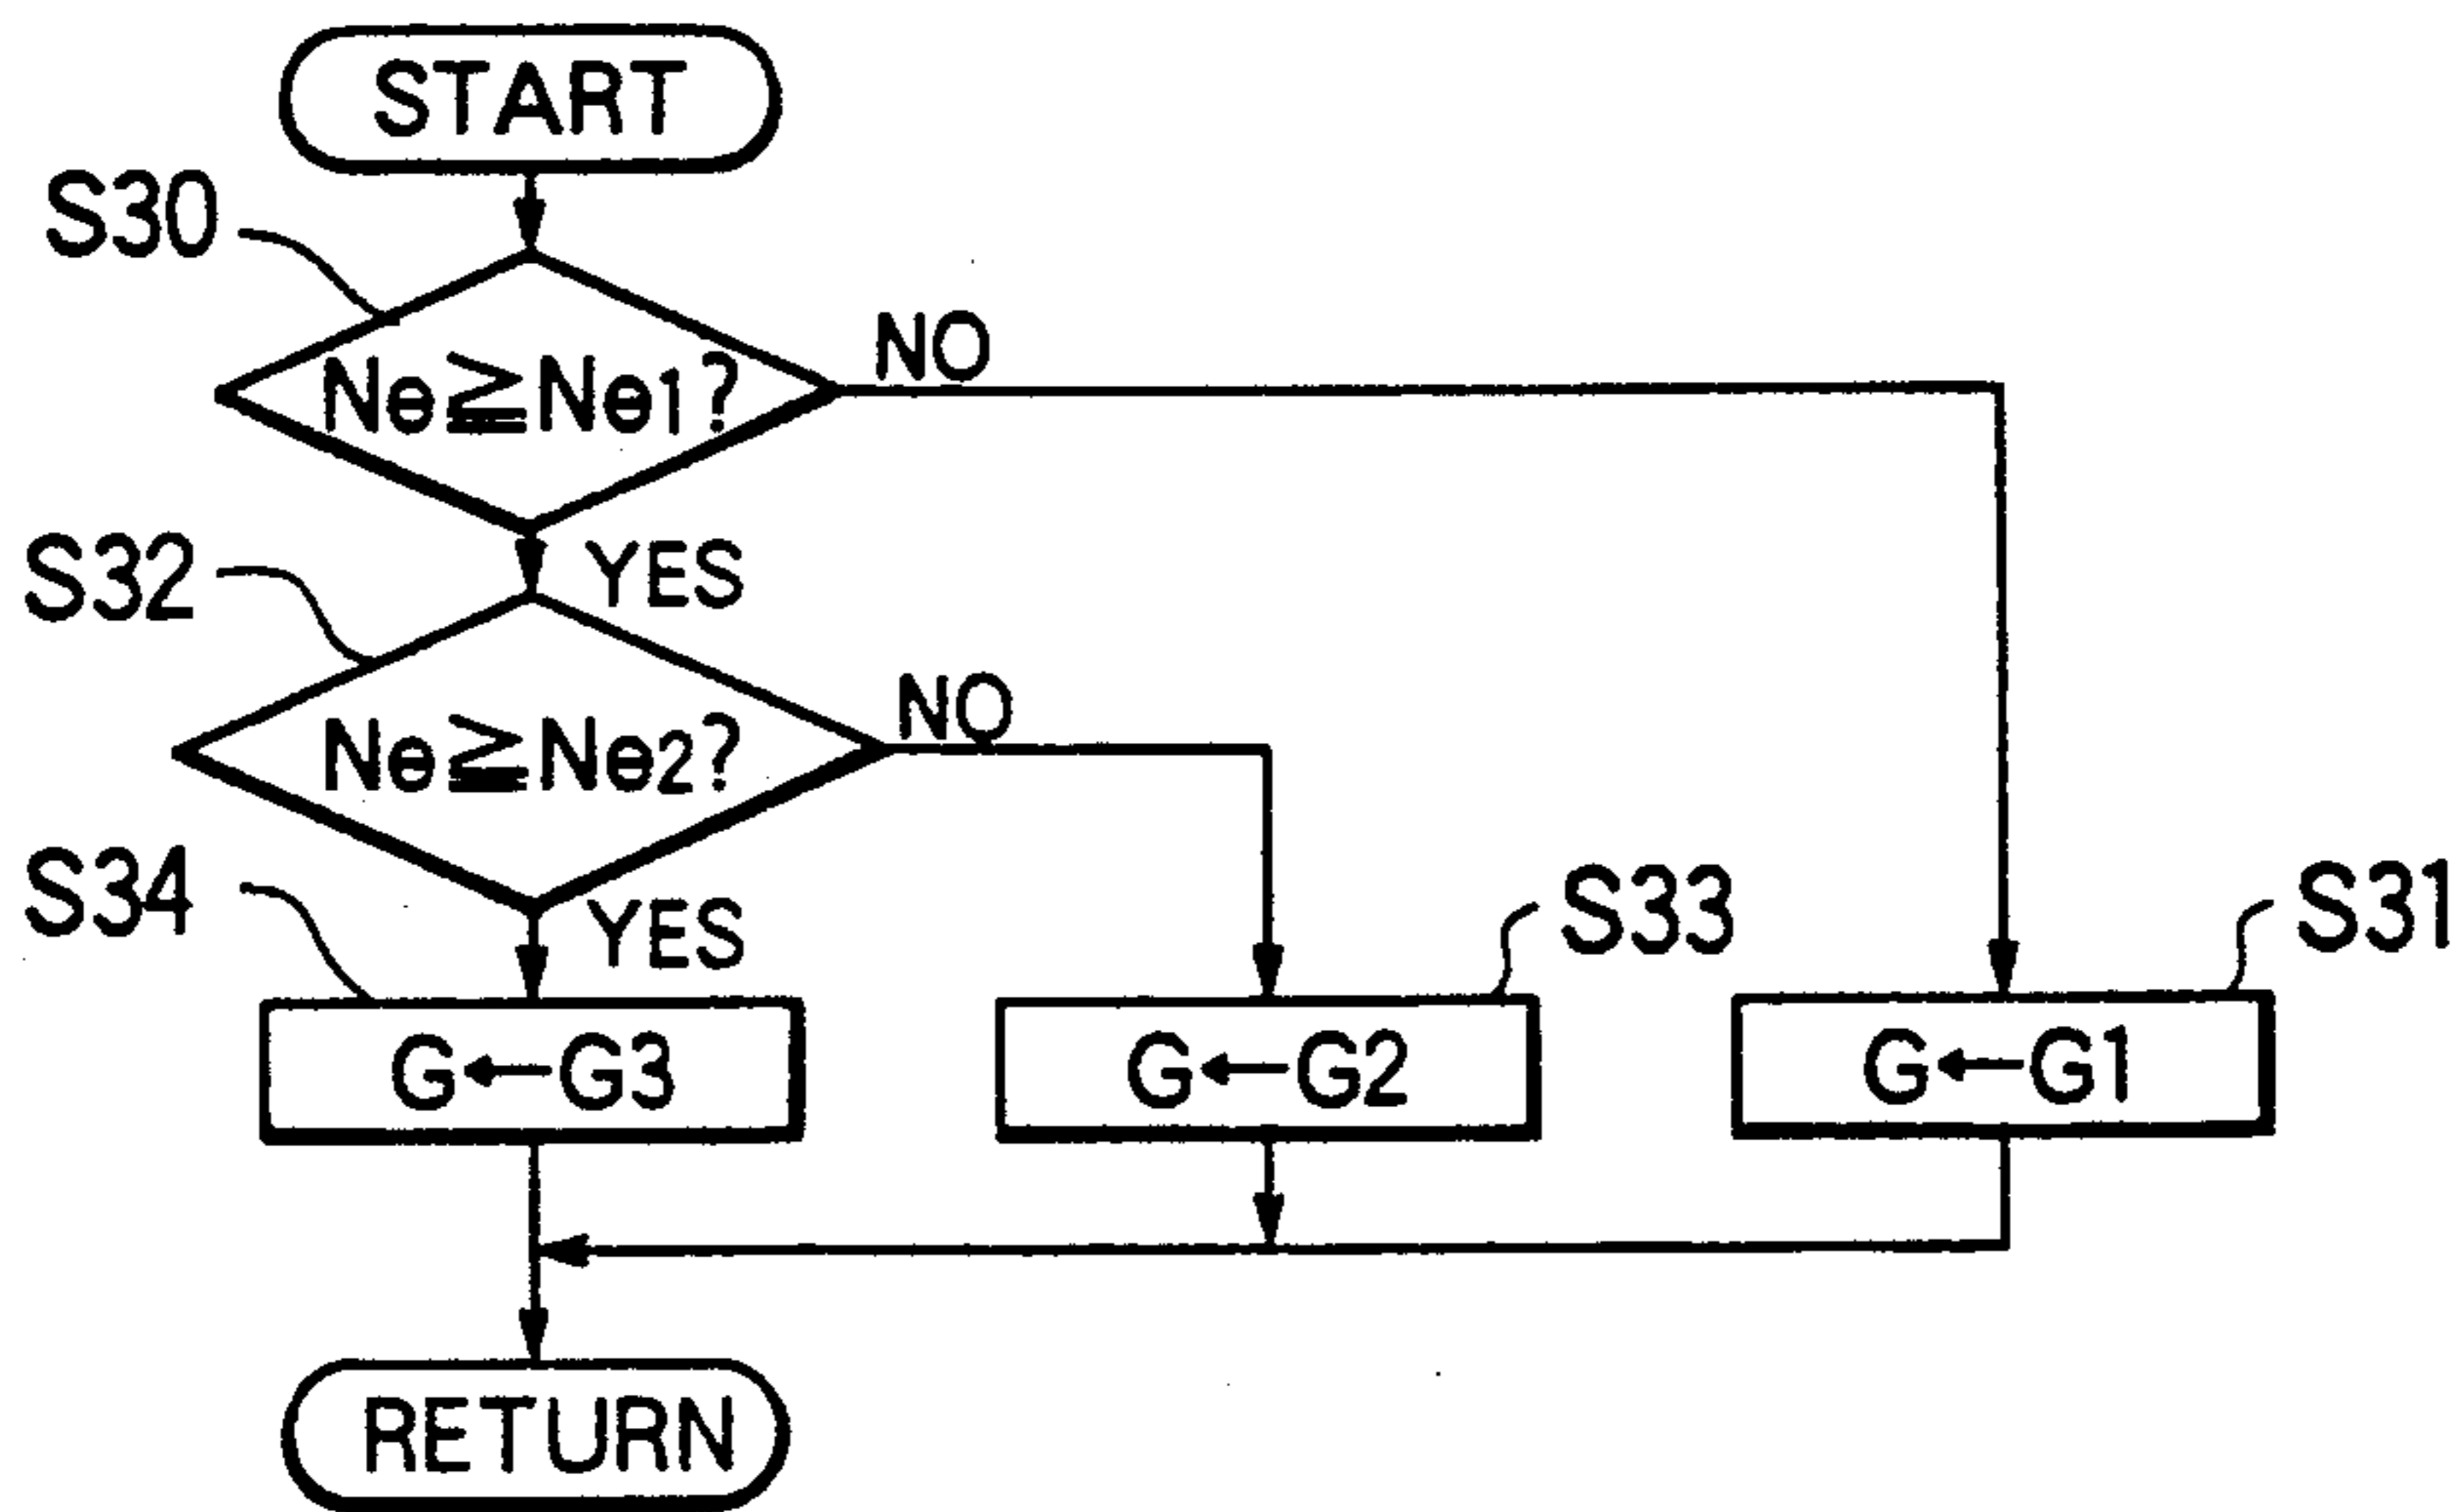 START
S30
Ne≧Ne1?
NO
YES
S32
Ne≧Ne2?
NO
YES
S34
G←G3
S33
G←G2
S31
G←G1
RETURN